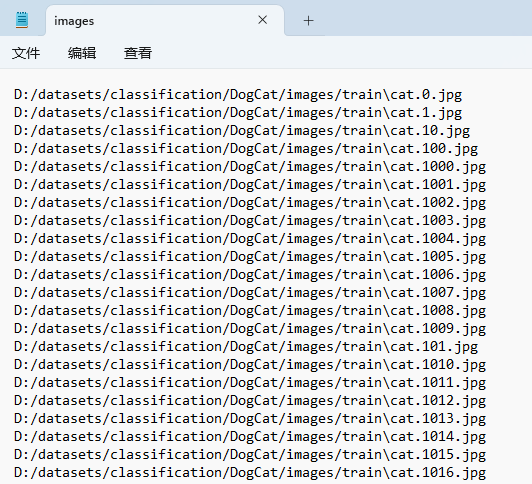 images
文件 编辑 查看
D:/datasets/classification/DogCat/images/train\cat.0.jpg
D:/datasets/classification/DogCat/images/train\cat.1.jpg
D:/datasets/classification/DogCat/images/train\cat.10.jpg
D:/datasets/classification/DogCat/images/train\cat.100.jpg
D:/datasets/classification/DogCat/images/train\cat.1000.jpg
D:/datasets/classification/DogCat/images/train\cat.1001.jpg
D:/datasets/classification/DogCat/images/train\cat.1002.jpg
D:/datasets/classification/DogCat/images/train\cat.1003.jpg
D:/datasets/classification/DogCat/images/train\cat.1004.jpg
D:/datasets/classification/DogCat/images/train\cat.1005.jpg
D:/datasets/classification/DogCat/images/train\cat.1006.jpg
D:/datasets/classification/DogCat/images/train\cat.1007.jpg
D:/datasets/classification/DogCat/images/train\cat.1008.jpg
D:/datasets/classification/DogCat/images/train\cat.1009.jpg
D:/datasets/classification/DogCat/images/train\cat.101.jpg
D:/datasets/classification/DogCat/images/train\cat.1010.jpg
D:/datasets/classification/DogCat/images/train\cat.1011.jpg
D:/datasets/classification/DogCat/images/train\cat.1012.jpg
D:/datasets/classification/DogCat/images/train\cat.1013.jpg
D:/datasets/classification/DogCat/images/train\cat.1014.jpg
D:/datasets/classification/DogCat/images/train\cat.1015.jpg
D:/datasets/classification/DogCat/images/train\cat.1016.jpg